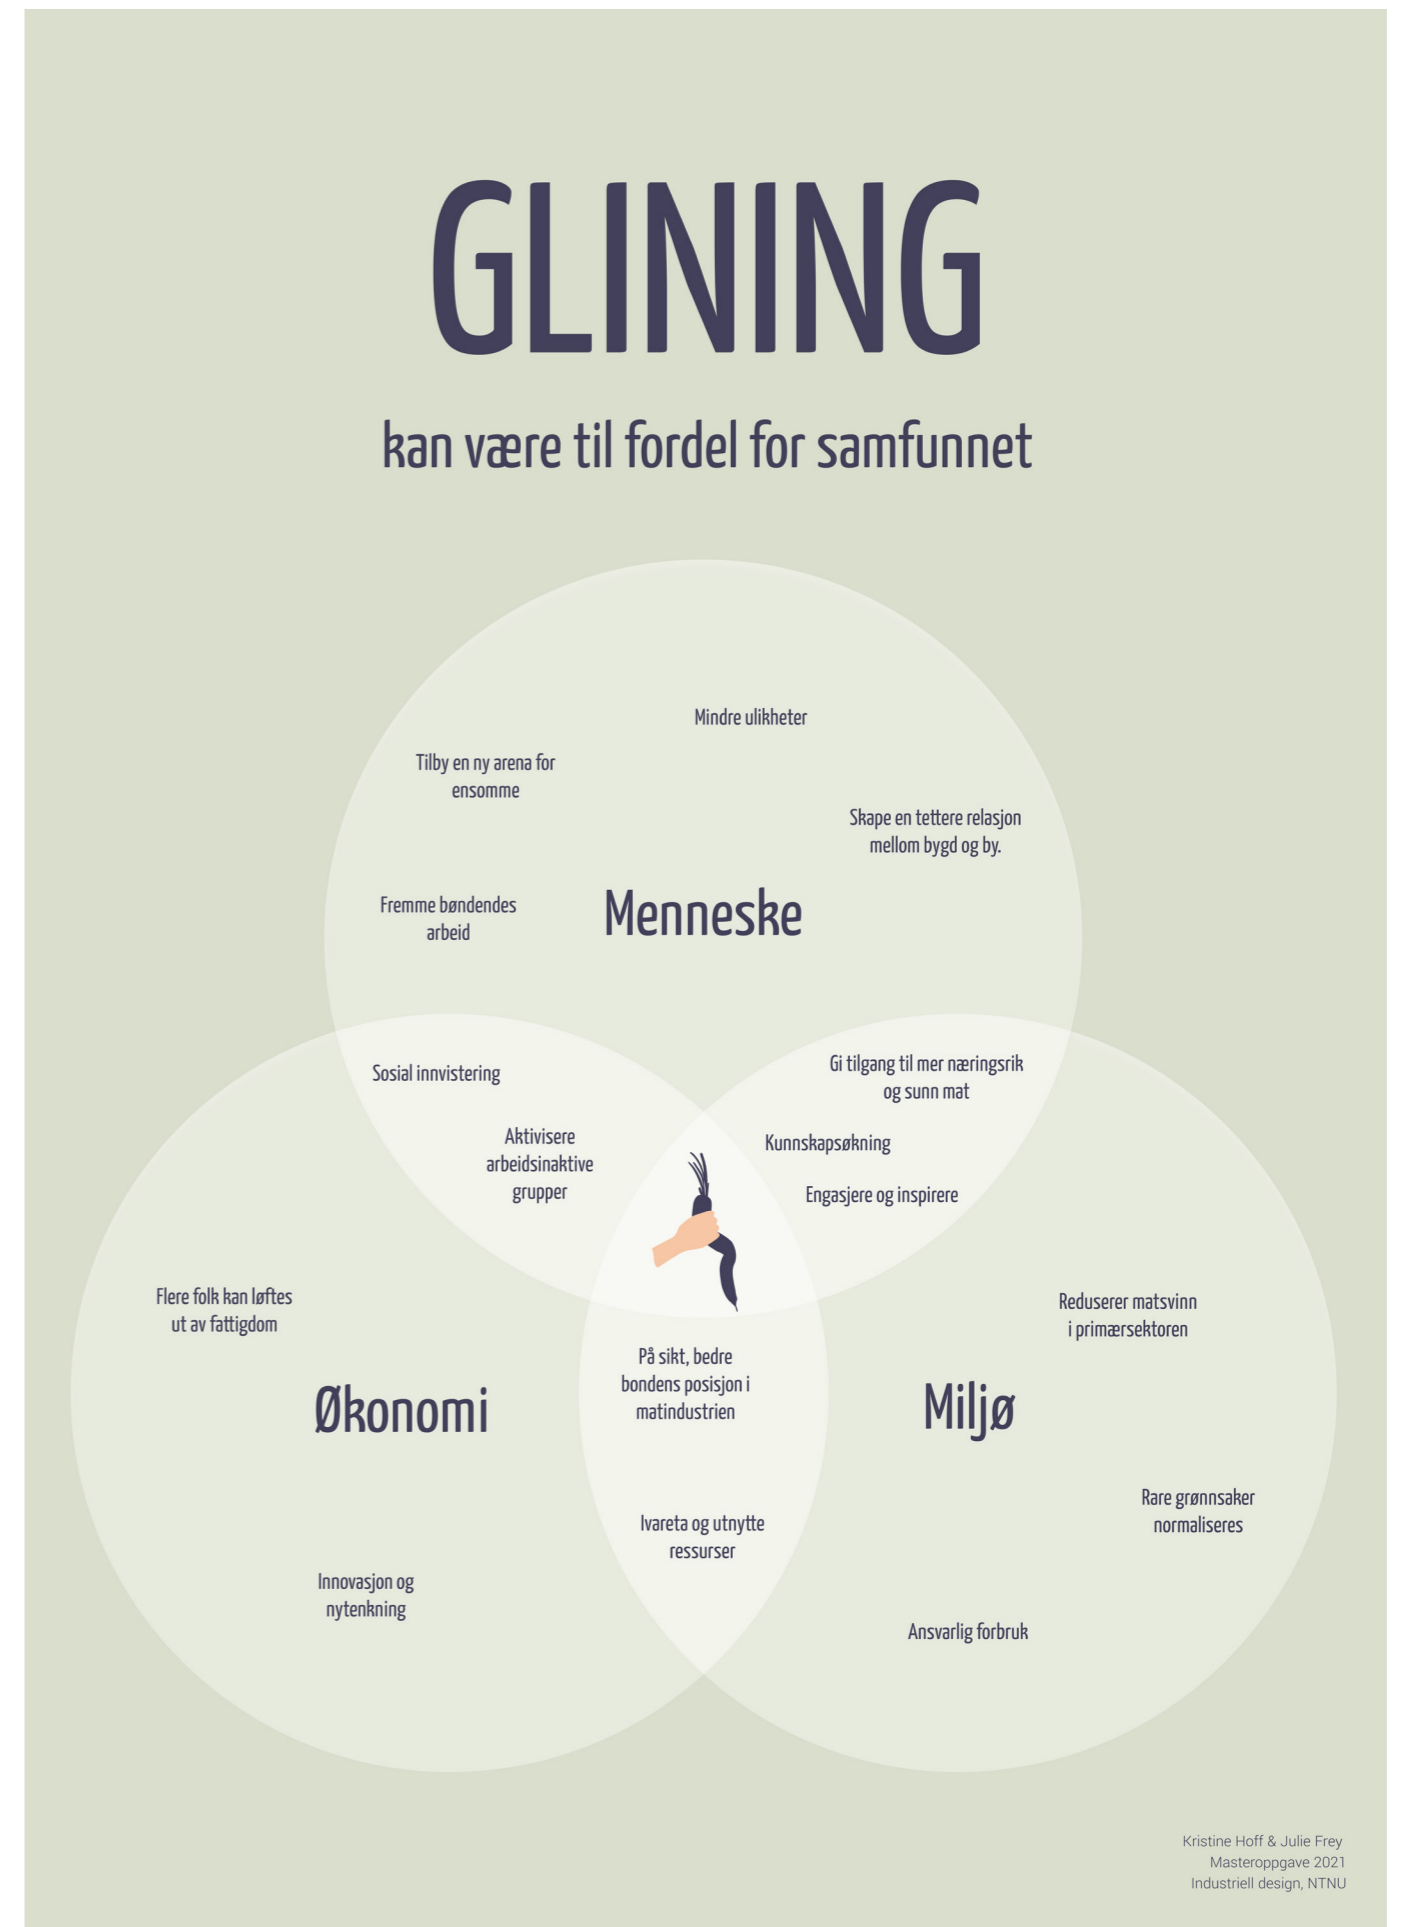 GLINING
kan være til fordel for samfunnet
Mindre ulikheter
Tilby en ny arena for
ensomme
Skape en tettere relasjon
mellom bygd og by.
Fremme bøndendes
arbeid
Menneske
Sosial innvistering
Aktivisere
arbeidsinaktive
grupper
Gi tilgang til mer næringsrik
og sunn mat
Kunnskapsøkning
Engasjere og inspirere
Flere folk kan løftes
ut av fattigdom
Økonomi
Innovasjon og
nytenkning
På sikt, bedre
bondens posisjon i
matindustrien
Ivareta og utnytte
ressurser
Reduserer matsvinn
i primærsektoren
Miljø
Rare grønnsaker
normaliseres
Ansvarlig forbruk
Kristine Hoff & Julie Frey
Masteroppgave 2021
Industriell design, NTNU